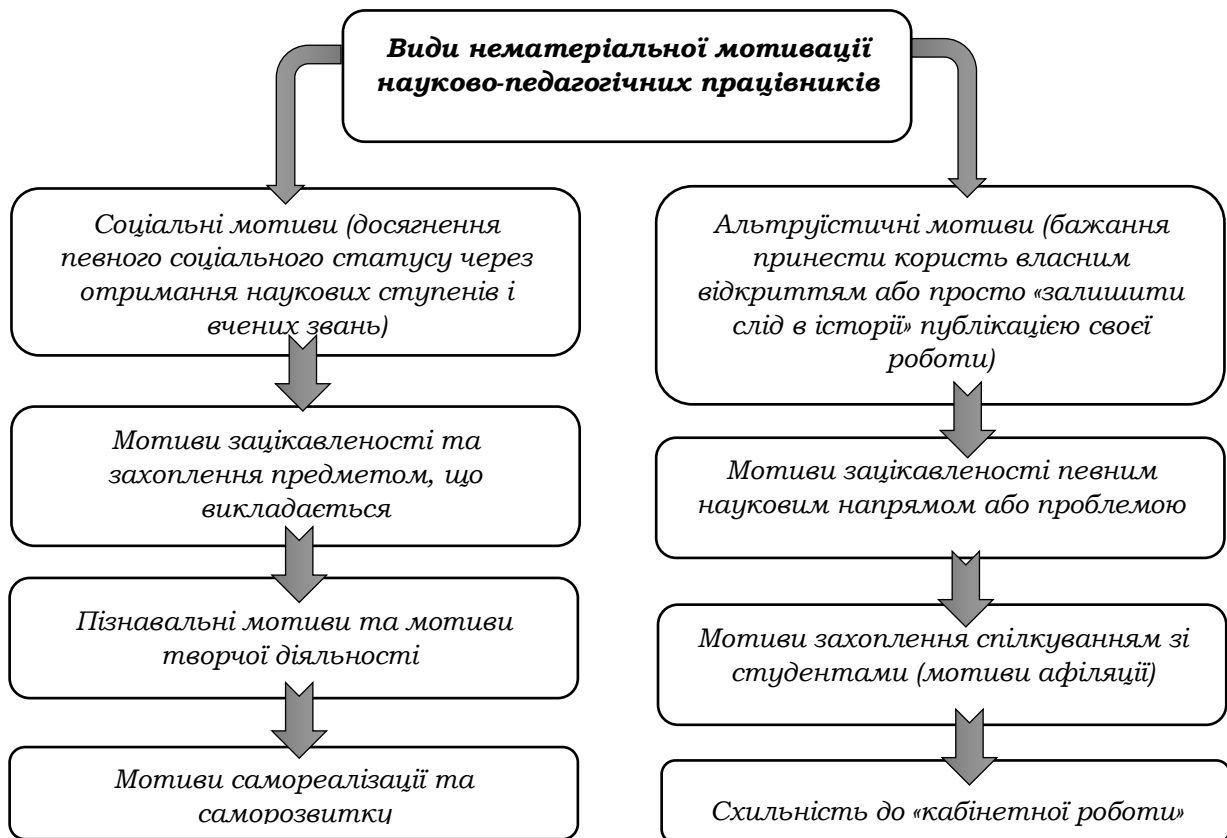 Види нематеріальної мотивації
науково-педагогічних працівників
Соціальні мотиви (досягнення
певного соціального статусу через
отримання наукових ступенів і
вчених звань)
Мотиви зацікавленості та
захоплення предметом, що
викладається
Пізнавальні мотиви та мотиви
творчої діяльності
Мотиви самореалізації та
саморозвитку
Альтруїстичні мотиви (бажання
принести користь власним
відкриттям або просто «залишити
слід в історії» публікацією своєї
роботи)
Мотиви зацікавленості певним
науковим напрямом або проблемою
Мотиви захоплення спілкуванням зі
студентами (мотиви афіляції)
Схильність до «кабінетної роботи»